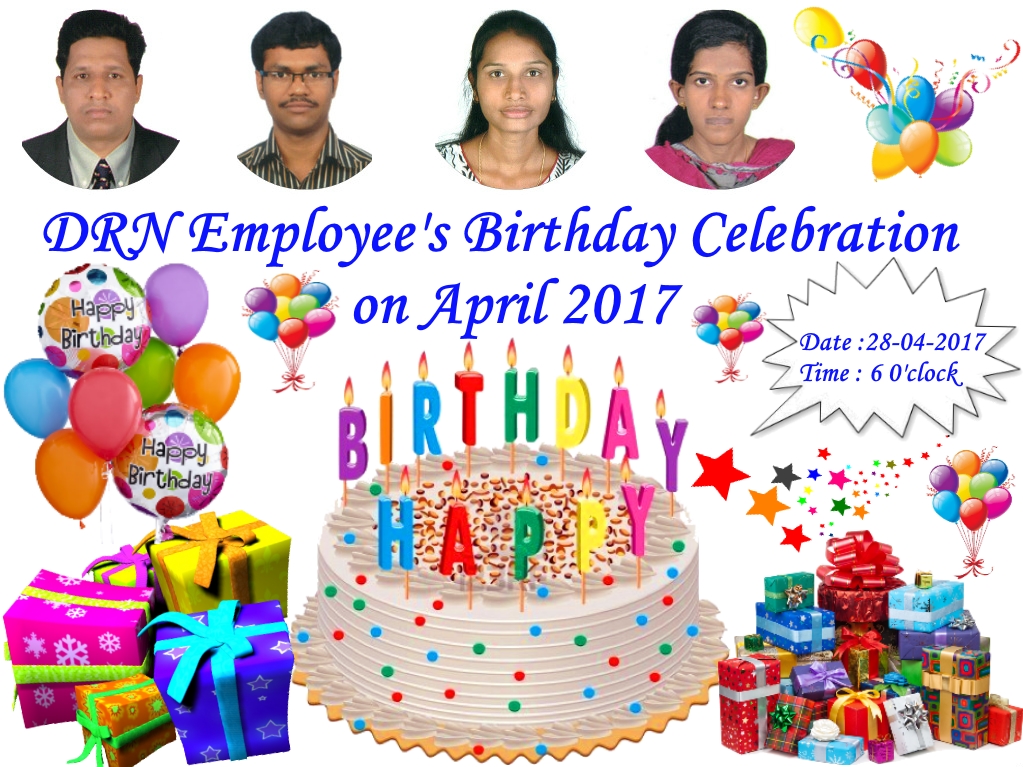 DRN Employee's Birthday Celebration
on April 2017
Happy
Birthday
Date :28-04-2017
Time : 6 0'clock
BIRTHDAY
Happy
Birthday
HAPPY